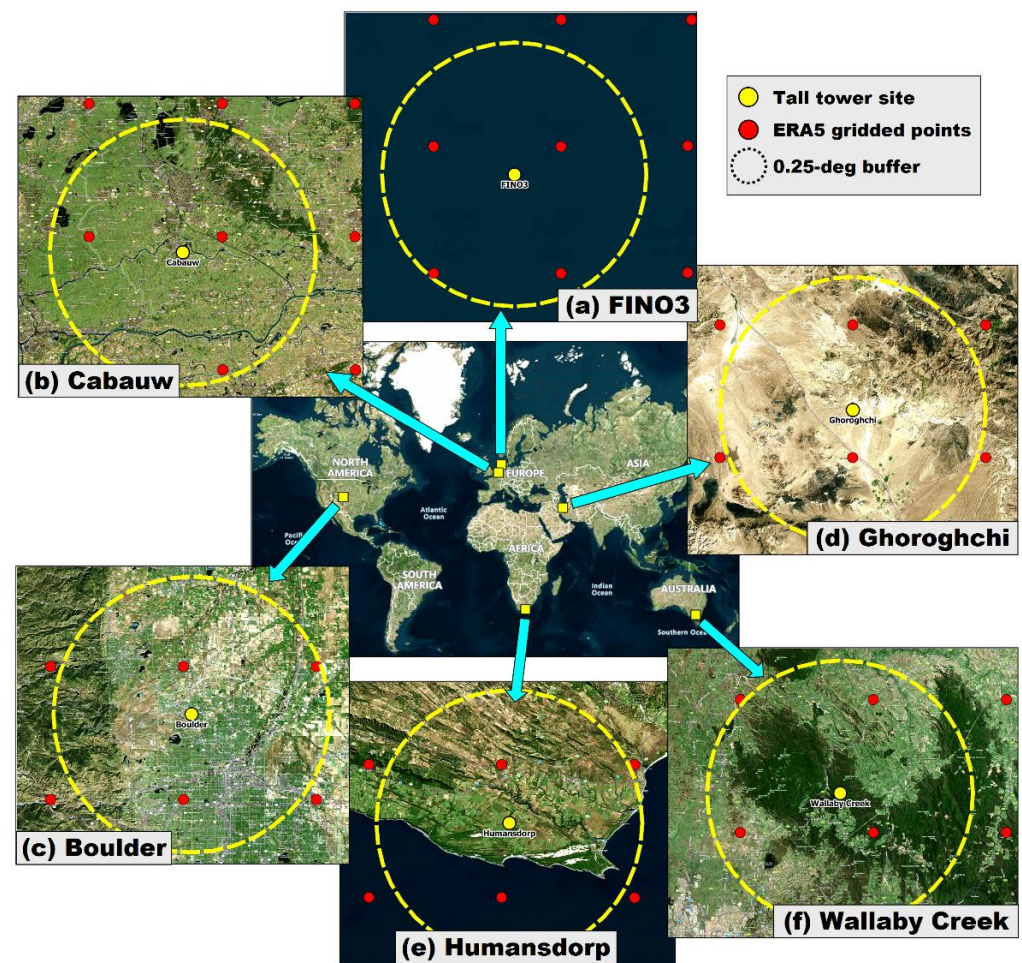 FINO3
(a) FINO3
Tall tower site
ERA5 gridded points
0.25-deg buffer
Cabauw
(b) Cabauw
Ghoroghchi
(d) Ghoroghchi
NORTH
AMERICA
EUROPE
ASIA
Atlantic
Ocean
AFRICA
SOUTH
AMERICA
Indian
Ocean
AUSTRALIA
Southern
Pacific
Boulder
(c) Boulder
Humansdorp
(e) Humansdorp
Wallaby Creek
(f) Wallaby Creek